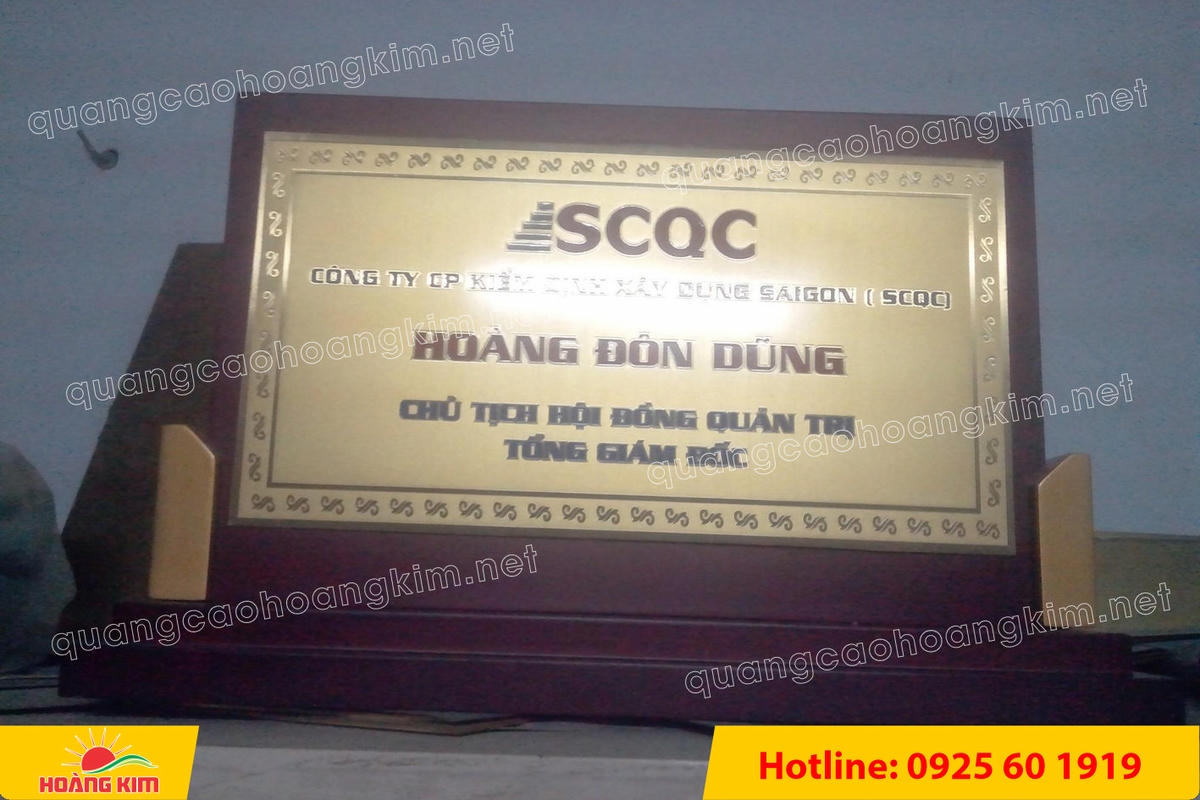 quangcaohoangkim.net
quangcaohoangkim.net
SCQC
CÔNG TY CP KIỂM ĐỊNH XÂY DỰNG SAIGON ( SCQC)
quangcaohoangkim.net
HOÀNG ĐÔN DŨNG
CHỦ TỊCH HỘI ĐỒNG QUẢN TRỊ
TỔNG GIÁM ĐỐC
quangcaohoangkim.net
quangcaohoangkim.net
quangcaohoangkim.net
HOÀNG KIM
Hotline: 0925 60 1919